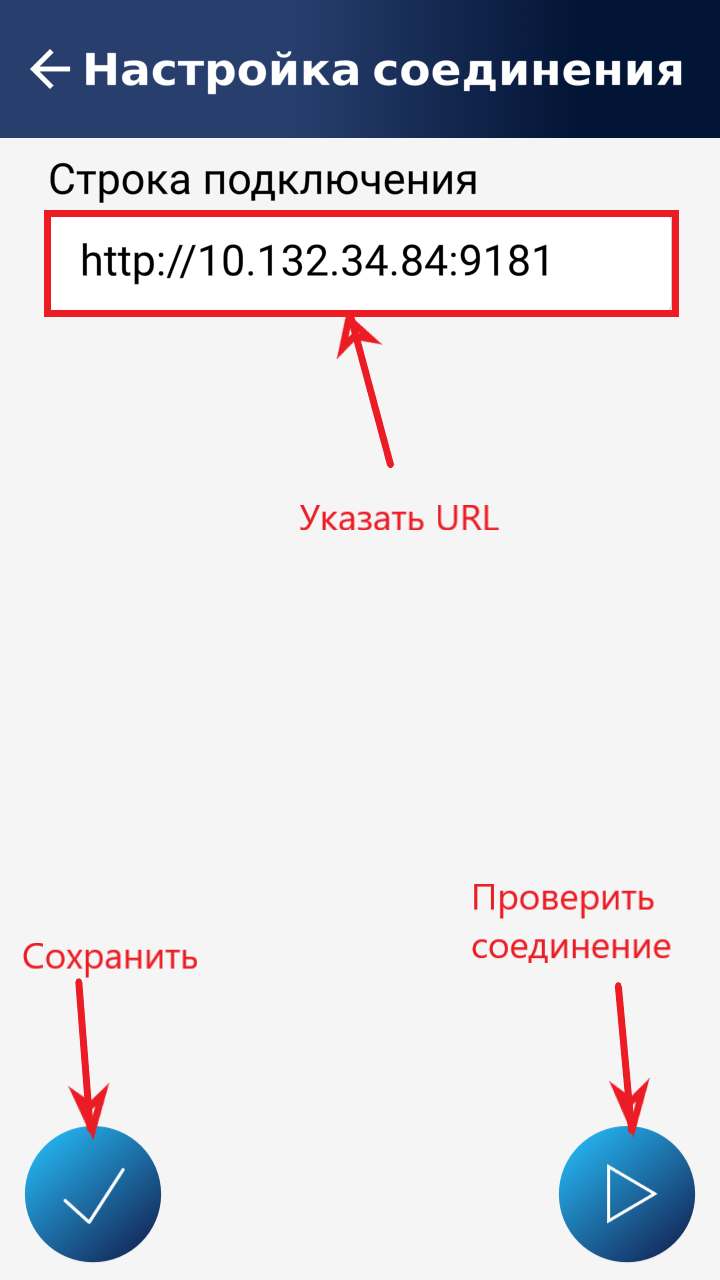 Настройка соединения
Строка подключения
http://10.132.34.84:9181
Указать URL
Проверить
соединение
Сохранить